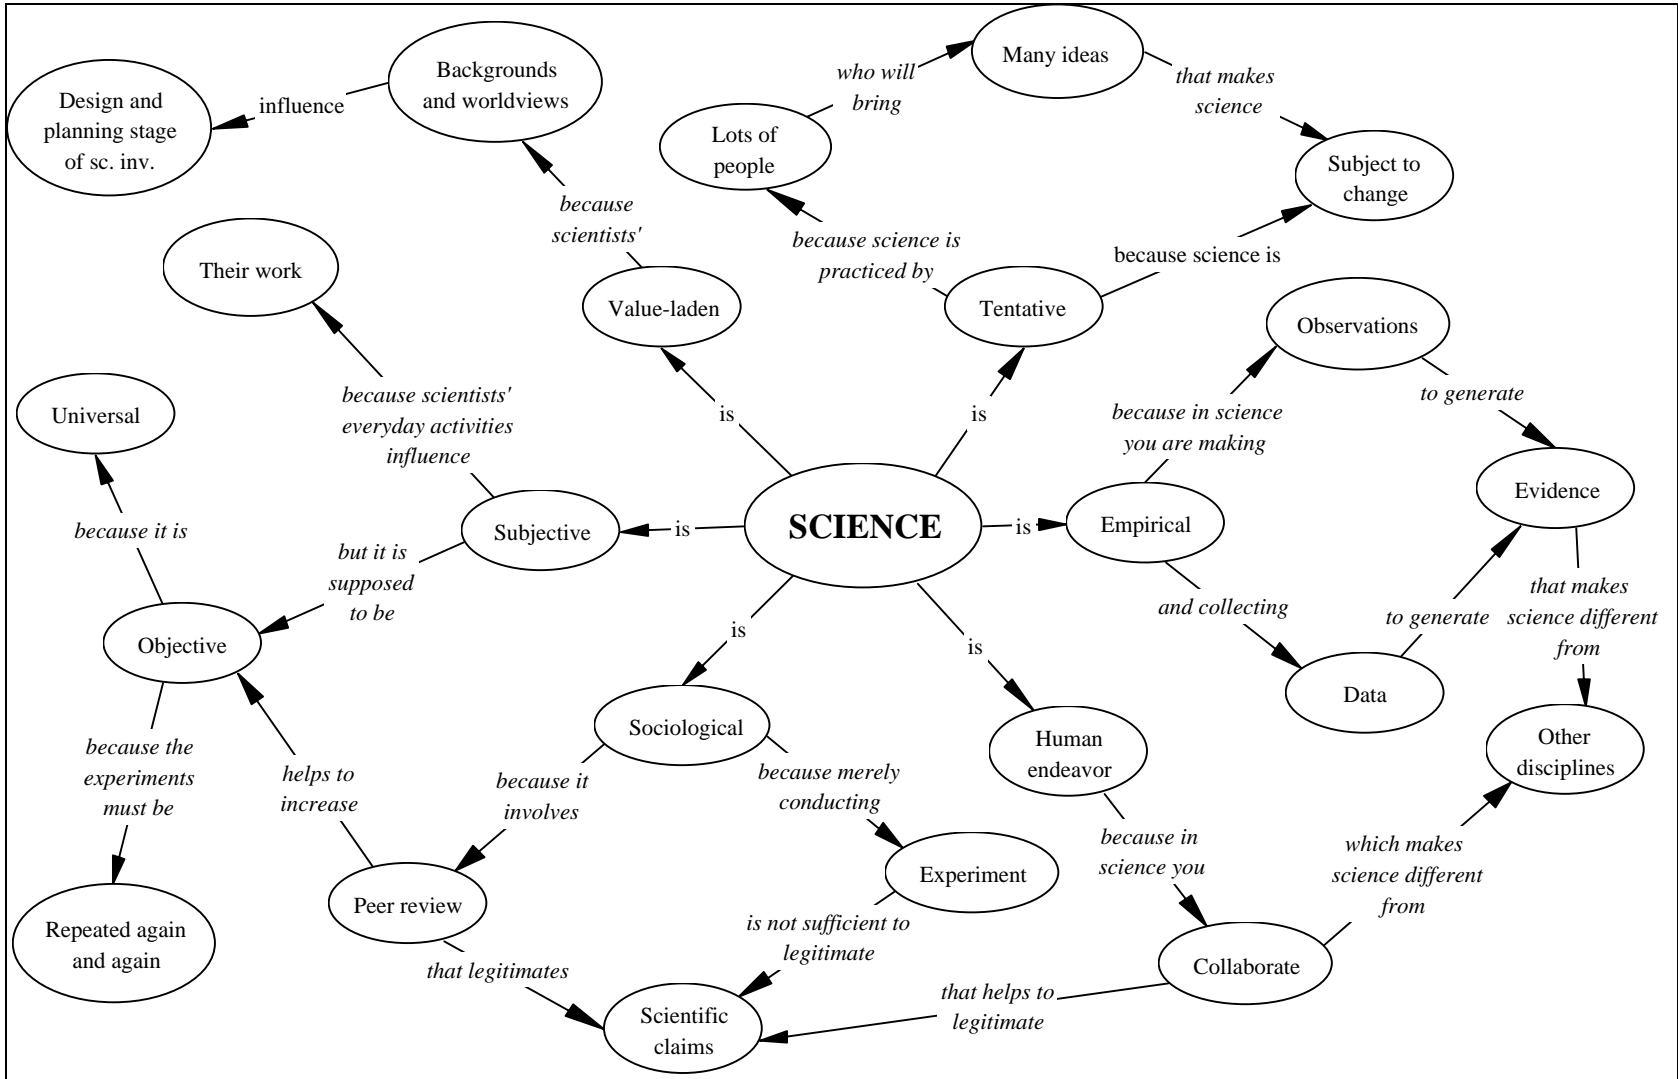 Many ideas
who will
bring
that makes
science
Backgrounds
and worldviews
influence
Design and
planning stage
of sc. inv.
Lots of
people
Subject to
change
because
scientists'
because science is
practiced by
because science is
Their work
Value-laden
Tentative
Observations
because scientists'
everyday activities
influence
is
is
because in science
you are making
to generate
Universal
because it is
Subjective
is
SCIENCE
is
Empirical
Evidence
but it is
supposed
to be
and collecting
to generate
that makes
science different
from
Objective
is
is
Data
Sociological
Human
endeavor
Other
disciplines
because the
experiments
must be
helps to
increase
because it
involves
because merely
conducting
because in
science you
which makes
science different
from
Experiment
Peer review
Repeated again
and again
is not sufficient to
legitimate
that legitimates
Collaborate
that helps to
legitimate
Scientific
claims